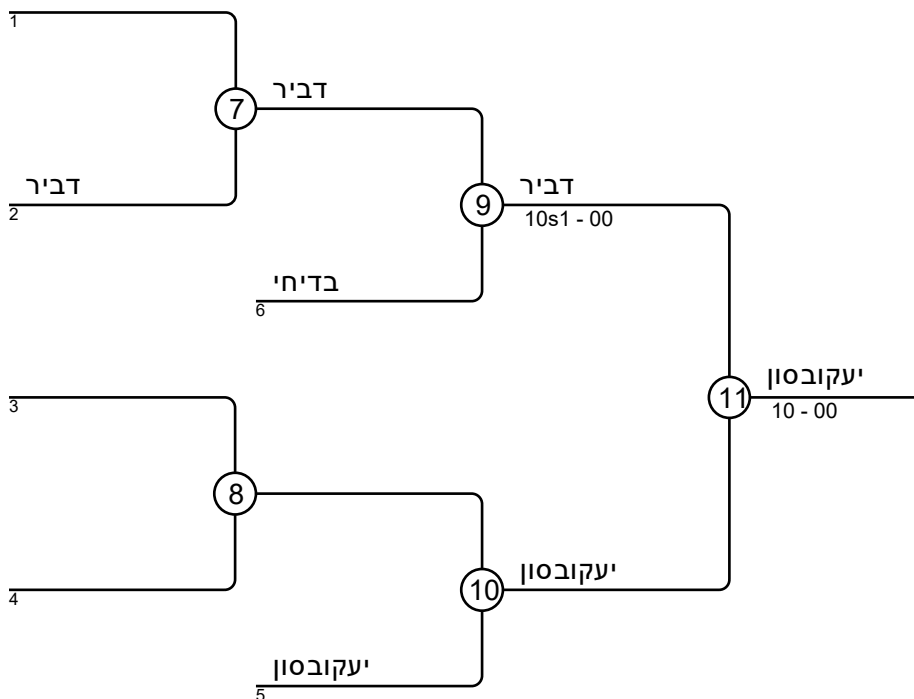 1
דביר
7
דביר
2
דביר
9
10s1 - 00
בדיחי
6
3
יעקובסון
11
10 - 00
8
4
יעקובסון
10
יעקובסון
5